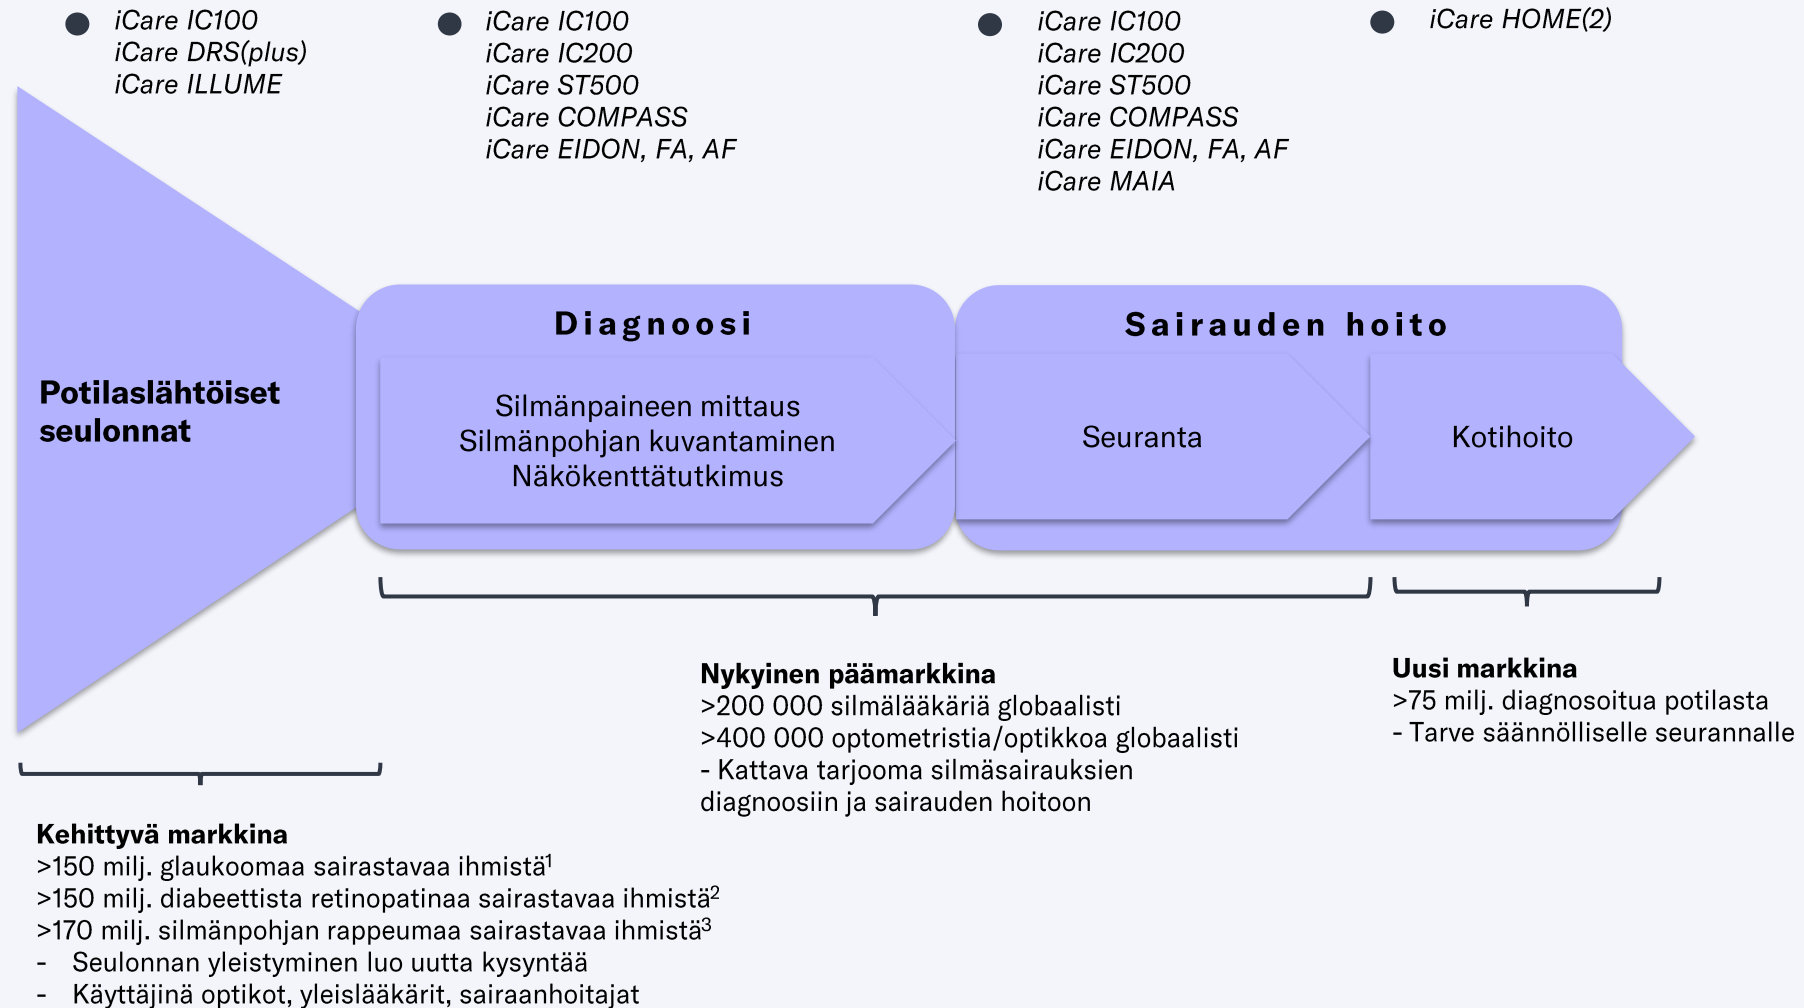 iCare IC100
iCare DRS(plus)
iCare ILLUME
iCare IC100
iCare IC200
iCare ST500
iCare COMPASS
iCare EIDON, FA, AF
iCare IC100
iCare IC200
iCare ST500
iCare COMPASS
iCare EIDON, FA, AF
iCare MAIA
iCare HOME(2)
Potilaslähtöiset
seulonnat
Diagnoosi
Silmänpaineen mittaus
Silmänpohjan kuvantaminen
Näkökenttätutkimus
Sairauden hoito
Seuranta
Kotihoito
Kehittyvä markkina
>150 milj. glaukoomaa sairastavaa ihmistä¹
>150 milj. diabeettista retinopatinaa sairastavaa ihmistä²
>170 milj. silmänpohjan rappeumaa sairastavaa ihmistä³
- Seulonnan yleistyminen luo uutta kysyntää
- Käyttäjinä optikot, yleislääkärit, sairaanhoitajat
Nykyinen päämarkkina
>200 000 silmälääkäriä globaalisti
>400 000 optometristia/optikkoa globaalisti
- Kattava tarjooma silmäsairauksien
diagnoosiin ja sairauden hoitoon
Uusi markkina
>75 milj. diagnosoitua potilasta
- Tarve säännölliselle seurannalle